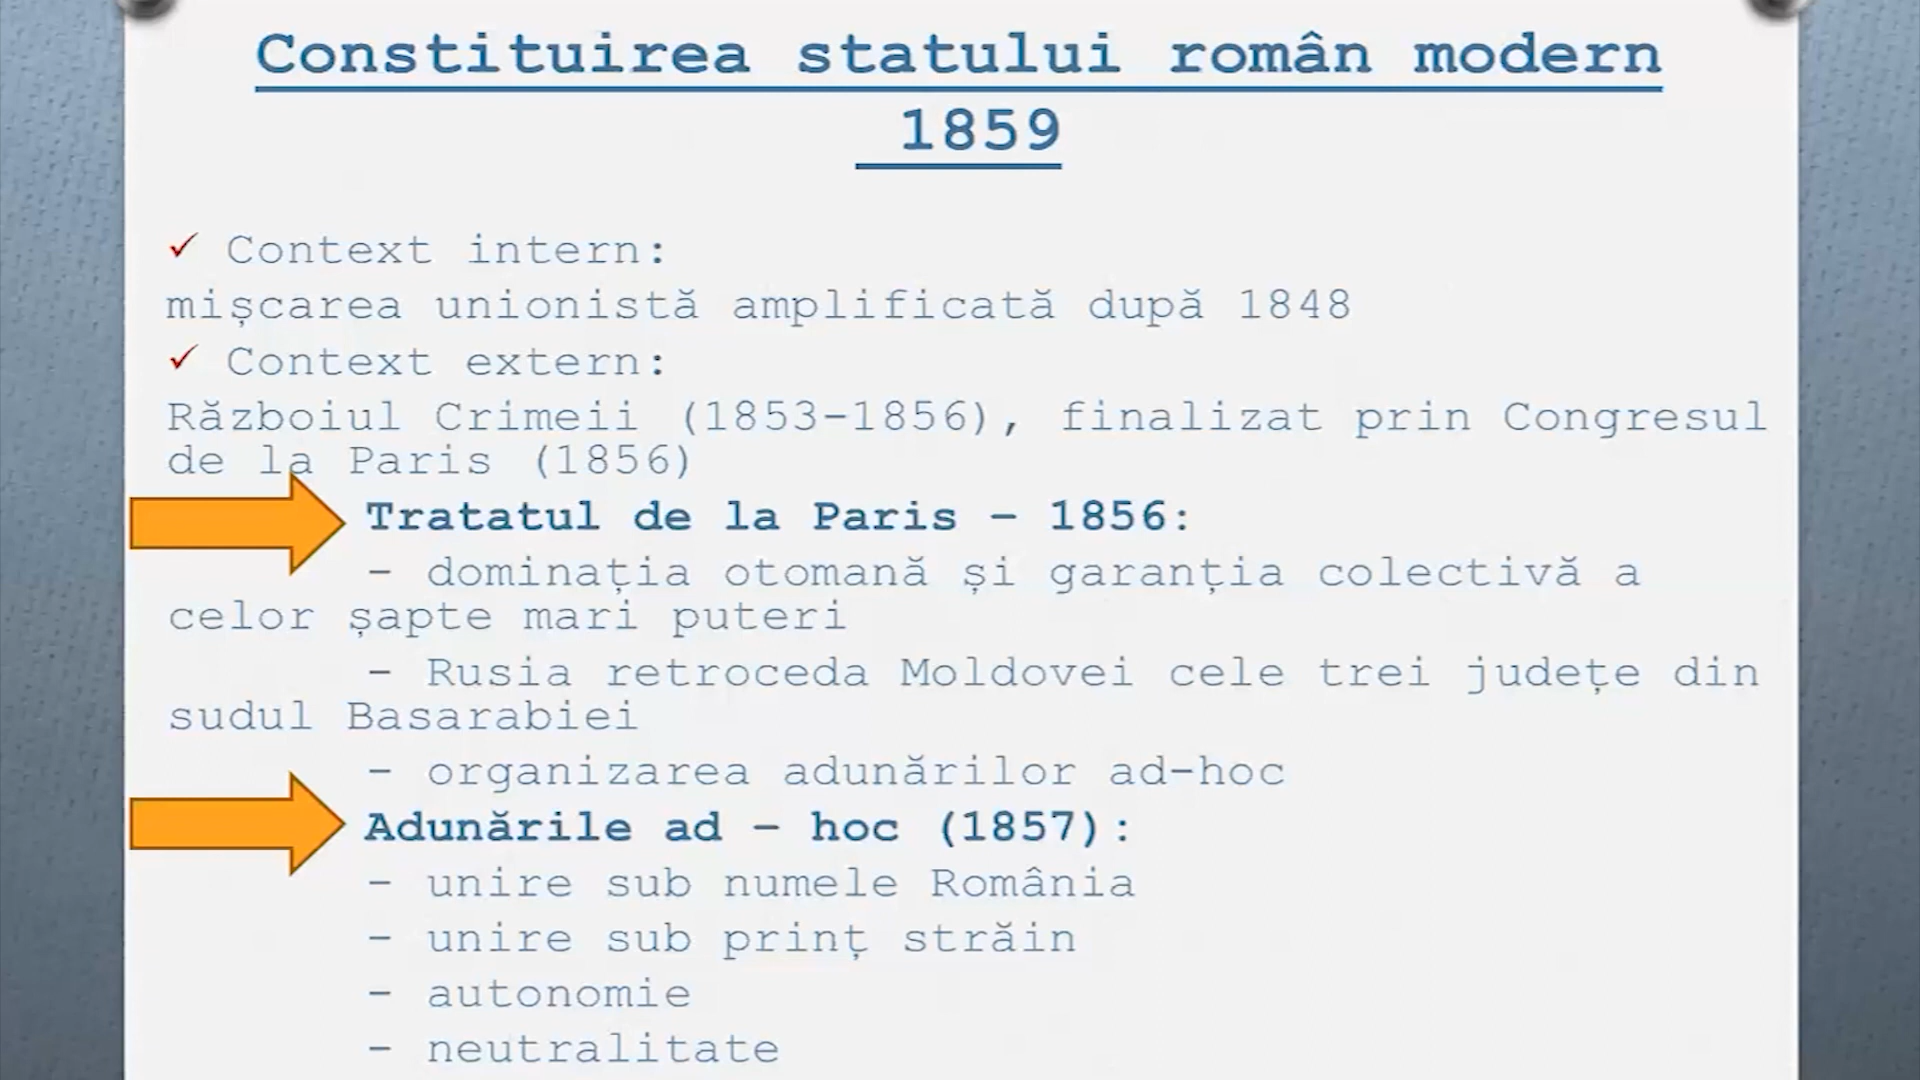 Constituirea statului român modern
1859
Context intern:
mișcarea unionistă amplificată după 1848
Context extern:
Războiul Crimeii (1853-1856), finalizat prin Congresul
de la Paris (1856)
Tratatul de la Paris – 1856:
- dominația otomană și garanția colectivă a
celor șapte mari puteri
- Rusia retroceda Moldovei cele trei județe din
sudul Basarabiei
- organizarea adunărilor ad-hoc
Adunările ad – hoc (1857):
- unire sub numele România
- unire sub prinț străin
- autonomie
- neutralitate